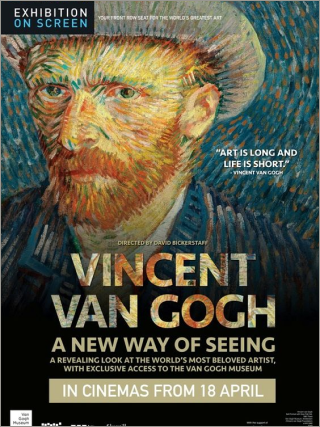 EXHIBITION
ON SCREEN
YOUR FRONT ROW SEAT FOR THE WORLD'S GREATEST ART
"ART IS LONG AND
LIFE IS SHORT."
- VINCENT VAN GOGH
DIRECTED BY DAVID BICKERSTAFF
VINCENT
VAN GOGH
A NEW WAY OF SEEING
A REVEALING LOOK AT THE WORLD'S MOST BELOVED ARTIST,
WITH EXCLUSIVE ACCESS TO THE VAN GOGH MUSEUM
IN CINEMAS FROM 18 APRIL
Van
Gogh
Museum